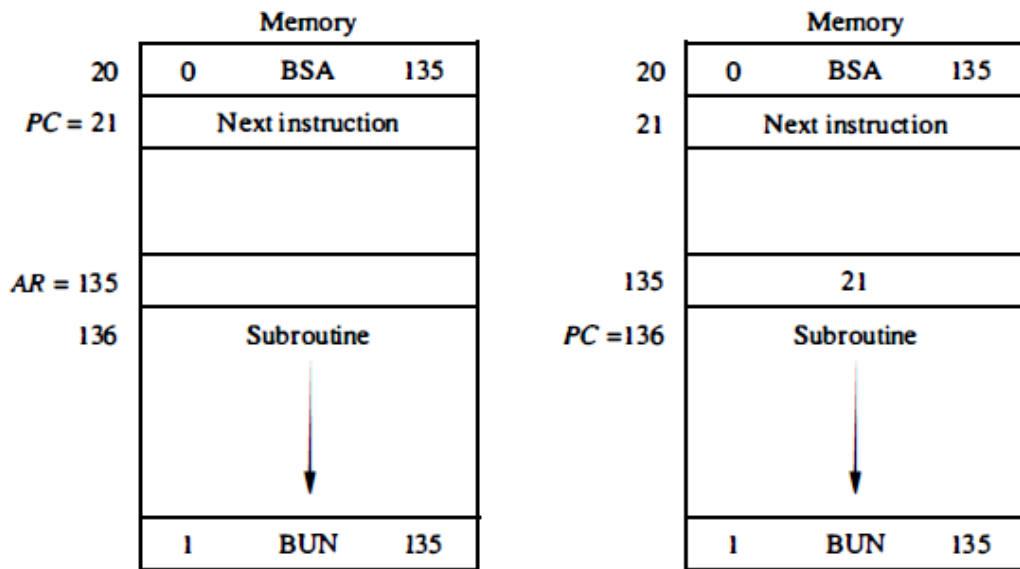 Memory
20 0 BSA 135
PC = 21 Next instruction
AR = 135
136 Subroutine
1 BUN 135
Memory
20 0 BSA 135
21 Next instruction
135 21
PC =136 Subroutine
1 BUN 135